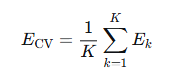 E_CV = \frac{1}{K} \sum_{k=1}^{K} E_k